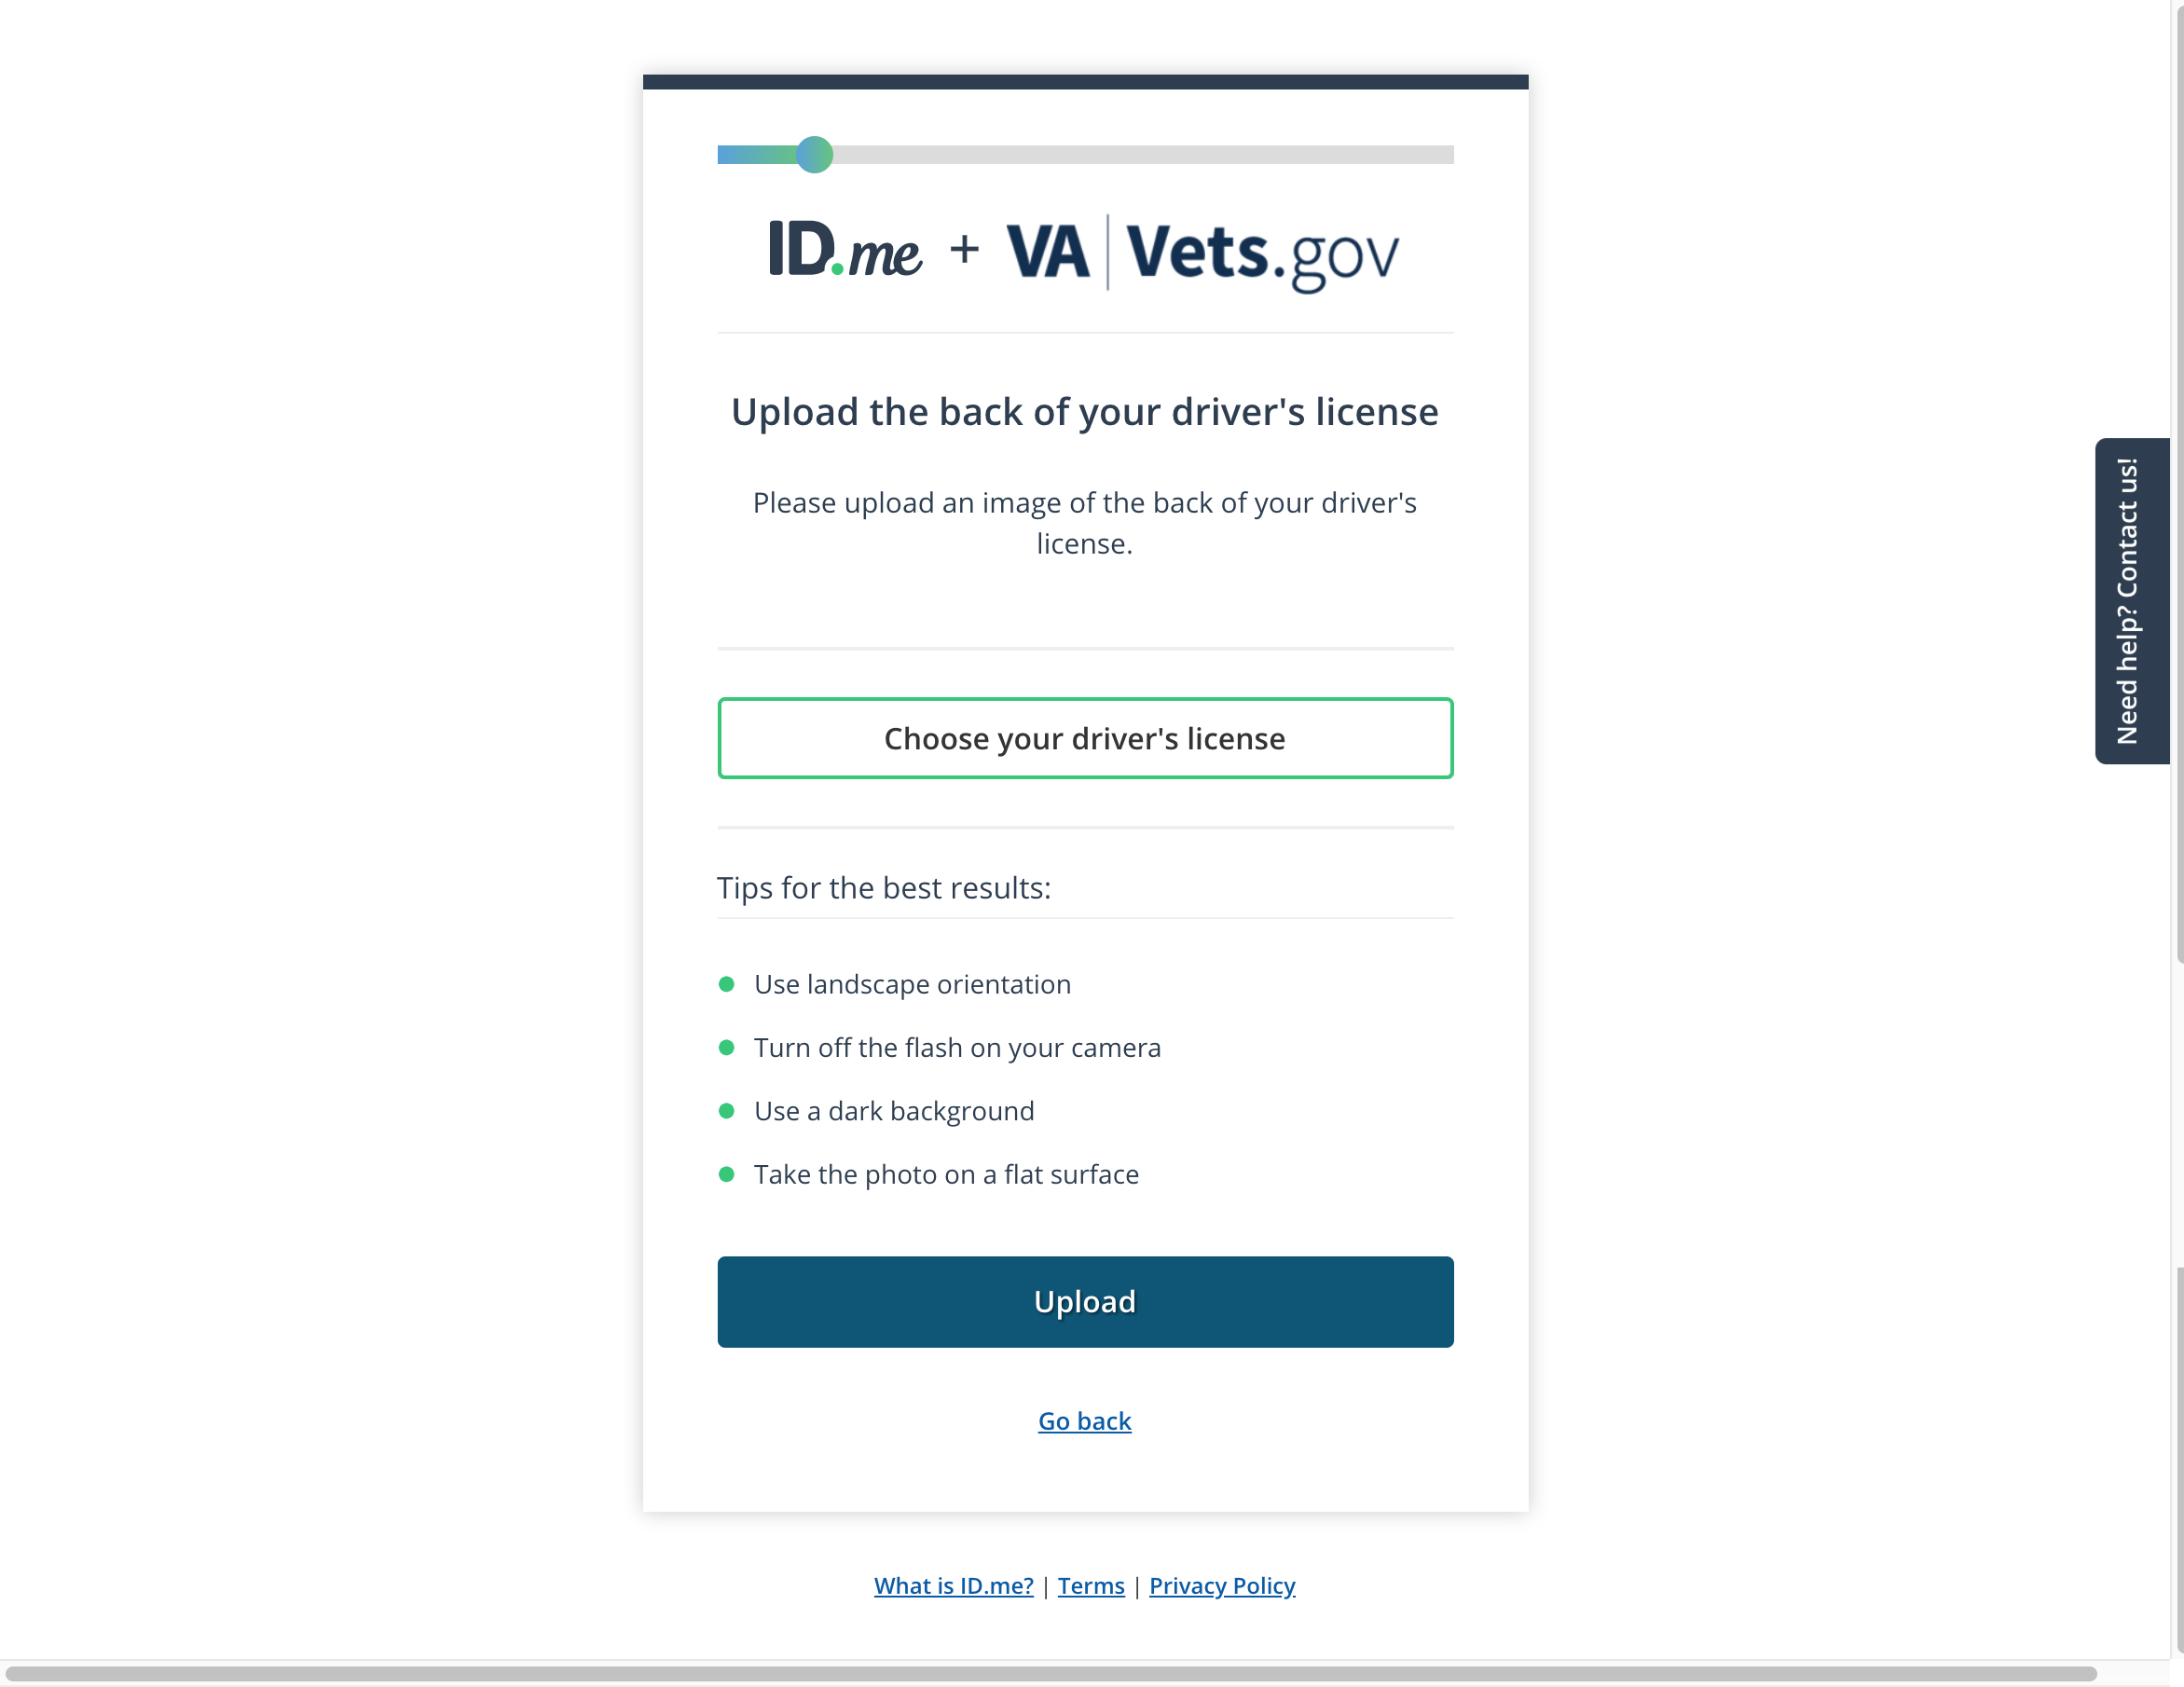 ID.me + VA | Vets.gov
Upload the back of your driver's license
Please upload an image of the back of your driver's
license.
Need help? Contact us!
Choose your driver's license
Tips for the best results:
Use landscape orientation
Turn off the flash on your camera
Use a dark background
Take the photo on a flat surface
Upload
Go back
What is ID.me? | Terms | Privacy Policy